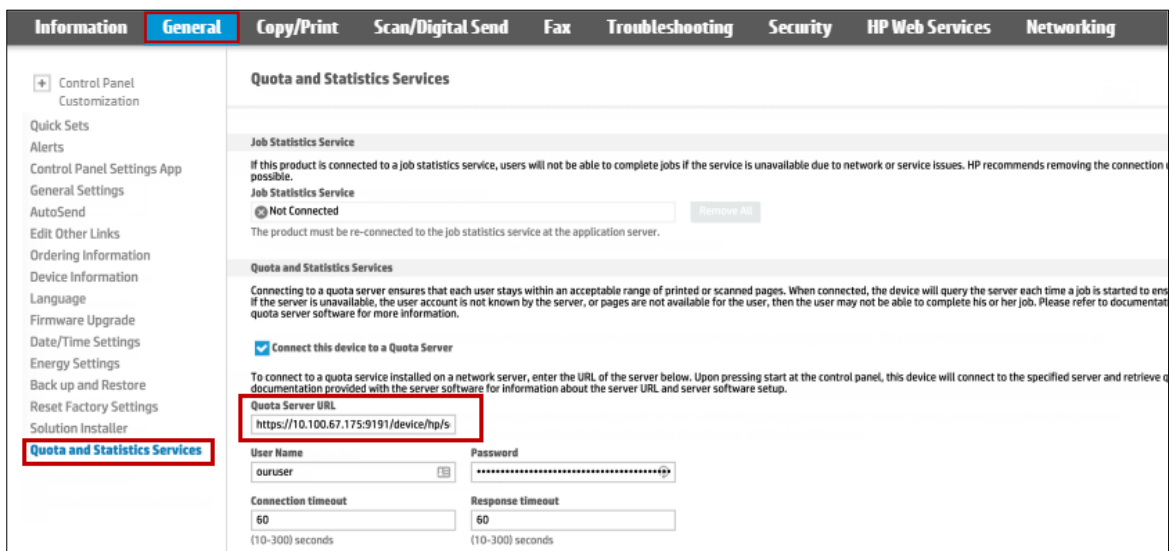 Information General Copy/Print Scan/Digital Send Fax Troubleshooting Security HP Web Services Networking
Control Panel
Customization
Quick Sets
Alerts
Control Panel Settings App
General Settings
AutoSend
Edit Other Links
Ordering Information
Device Information
Language
Firmware Upgrade
Date/Time Settings
Energy Settings
Back up and Restore
Reset Factory Settings
Solution Installer
Quota and Statistics Services
Quota and Statistics Services
Job Statistics Service
If this product is connected to a job statistics service, users will not be able to complete jobs if the service is unavailable due to network or service issues. HP recommends removing the connection
possible.
Job Statistics Service
Not Connected Remove All
The product must be re-connected to the job statistics service at the application server.
Quota and Statistics Services
Connecting to a quota server ensures that each user stays within an acceptable range of printed or scanned pages. When connected, the device will query the server each time a job is started to ens
If the server is unavailable, the user account is not known by the server, or pages are not available for the user, then the user may not be able to complete his or her job. Please refer to documentat
quota server software for more information.
Connect this device to a Quota Server
To connect to a quota service installed on a network server, enter the URL of the server below. Upon pressing start at the control panel, this device will connect to the specified server and retrieve q
documentation provided with the server software for information about the server URL and server software setup.
Quota Server URL
https://10.100.67.175:9191/device/hp/s
User Name Password
ouruser
Connection timeout Response timeout
60 60
(10-300) seconds (10-300) seconds